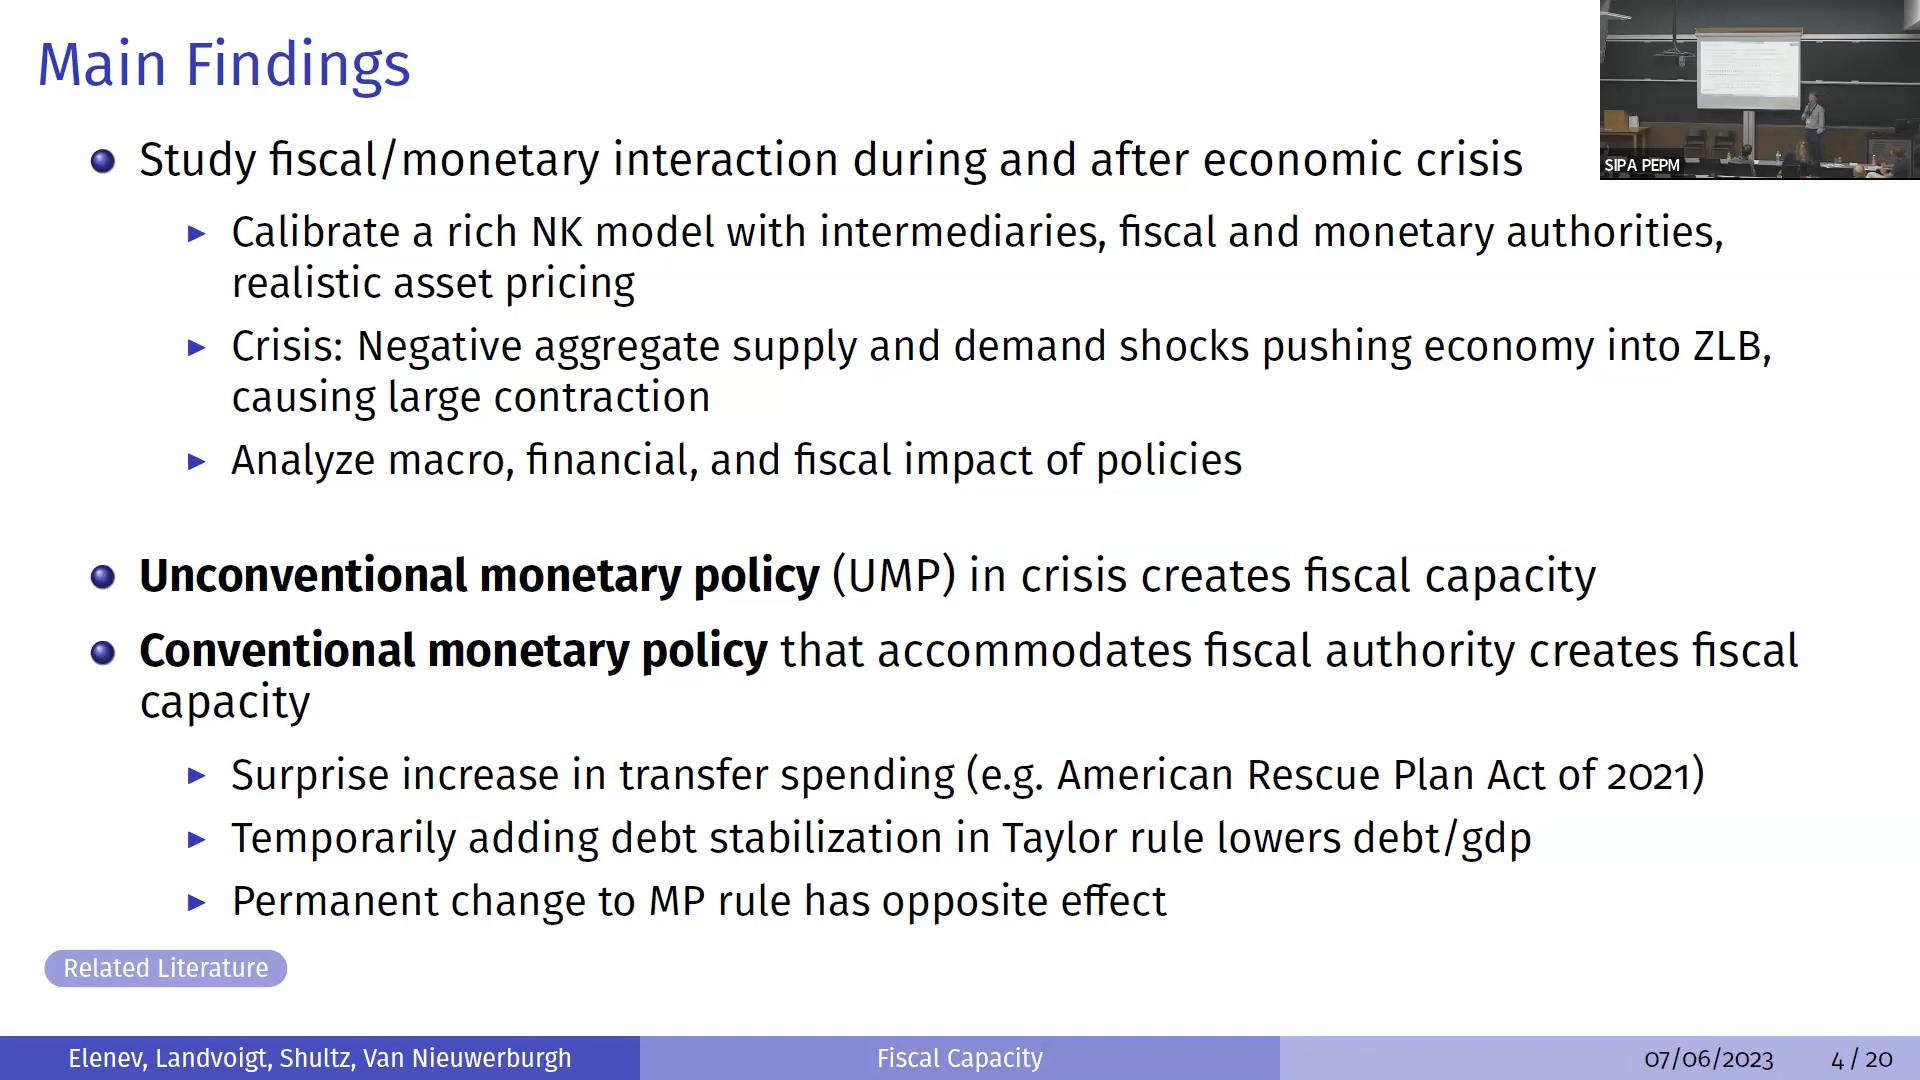 Main Findings
Study fiscal/monetary interaction during and after economic crisis
Calibrate a rich NK model with intermediaries, fiscal and monetary authorities,
realistic asset pricing
Crisis: Negative aggregate supply and demand shocks pushing economy into ZLB,
causing large contraction
Analyze macro, financial, and fiscal impact of policies
Unconventional monetary policy (UMP) in crisis creates fiscal capacity
Conventional monetary policy that accommodates fiscal authority creates fiscal
capacity
Surprise increase in transfer spending (e.g. American Rescue Plan Act of 2021)
Temporarily adding debt stabilization in Taylor rule lowers debt/gdp
Permanent change to MP rule has opposite effect
Related Literature
Elenev, Landvoigt, Shultz, Van Nieuwerburgh
Fiscal Capacity
07/06/2023 4 / 20
SIPA PEPM